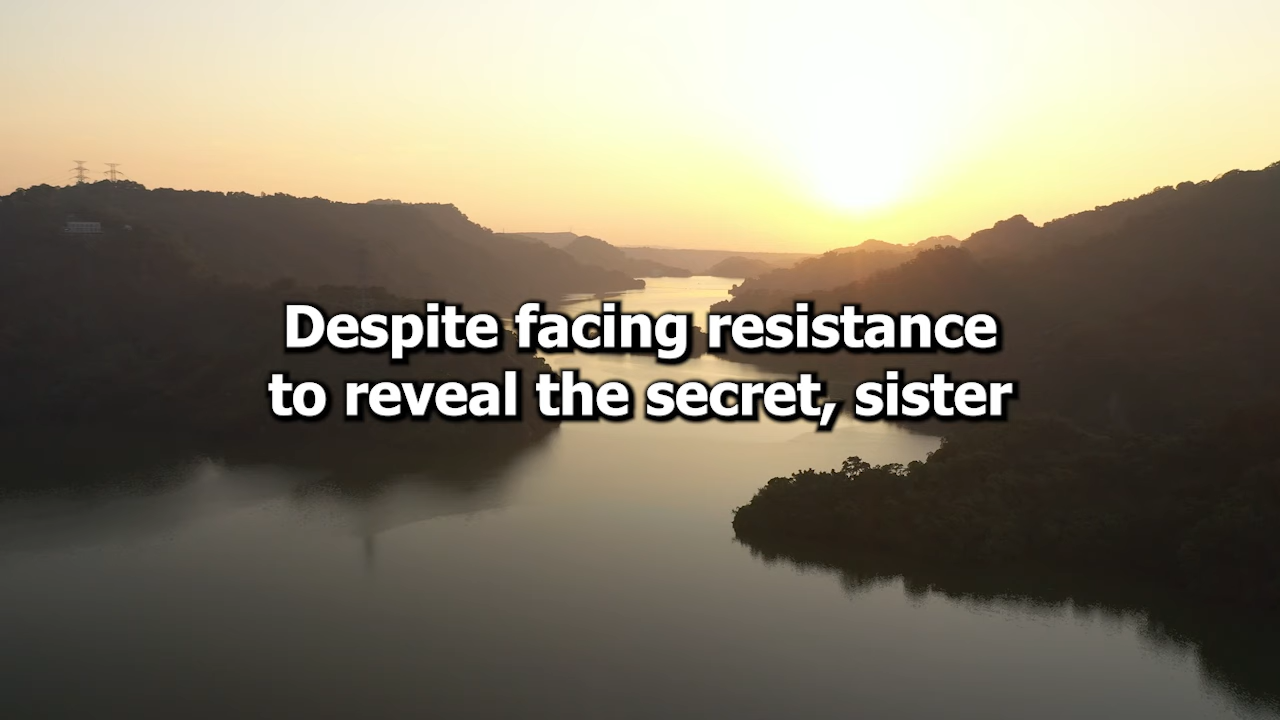 Despite facing resistance
to reveal the secret, sister